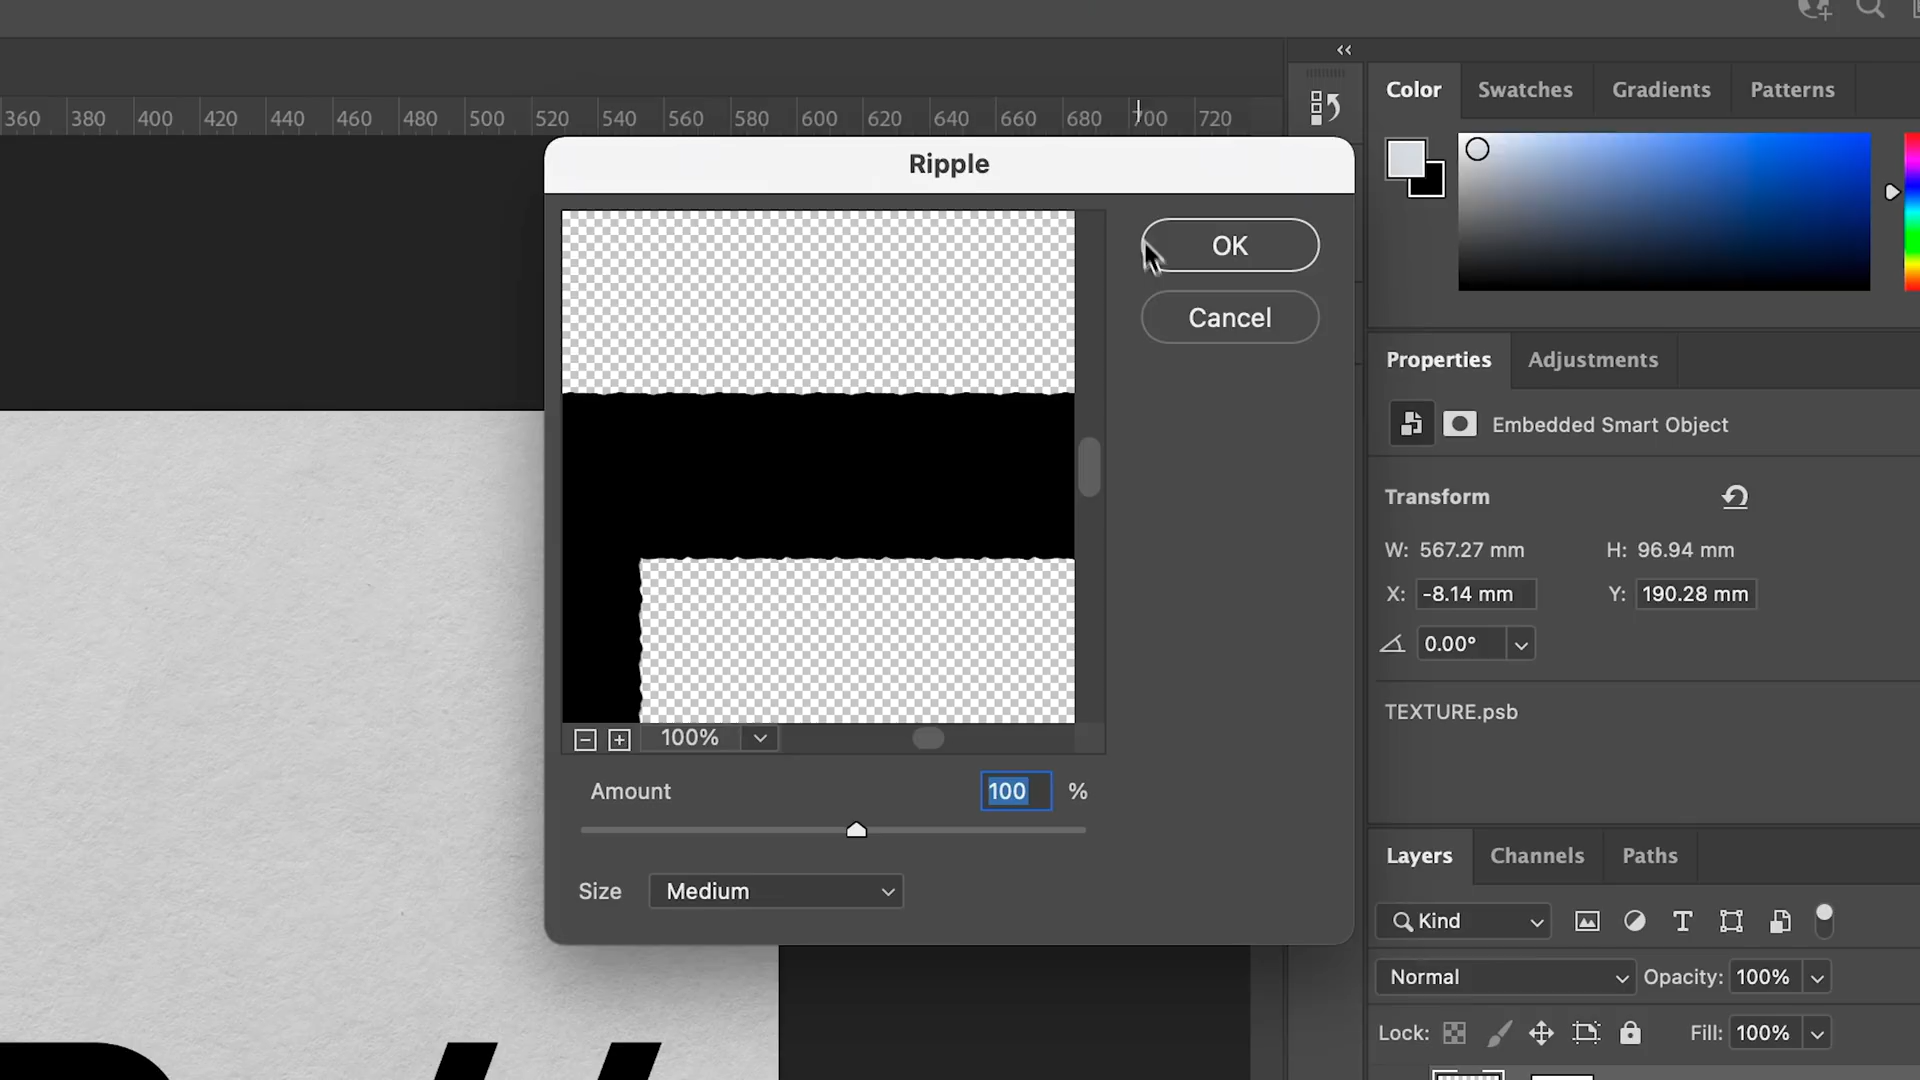 360 380 400 420 440 460 480 500 520 540 560 580 600 620 640 660 680 700 720
Color Swatches Gradients Patterns
Ripple
OK
Cancel
Properties Adjustments
Embedded Smart Object
Transform
W: 567.27 mm H: 96.94 mm
X: -8.14 mm Y: 190.28 mm
0.00°
TEXTURE.psb
100%
Amount 100 %
Size Medium
Layers Channels Paths
Kind
Normal Opacity: 100%
Lock: Fill: 100%